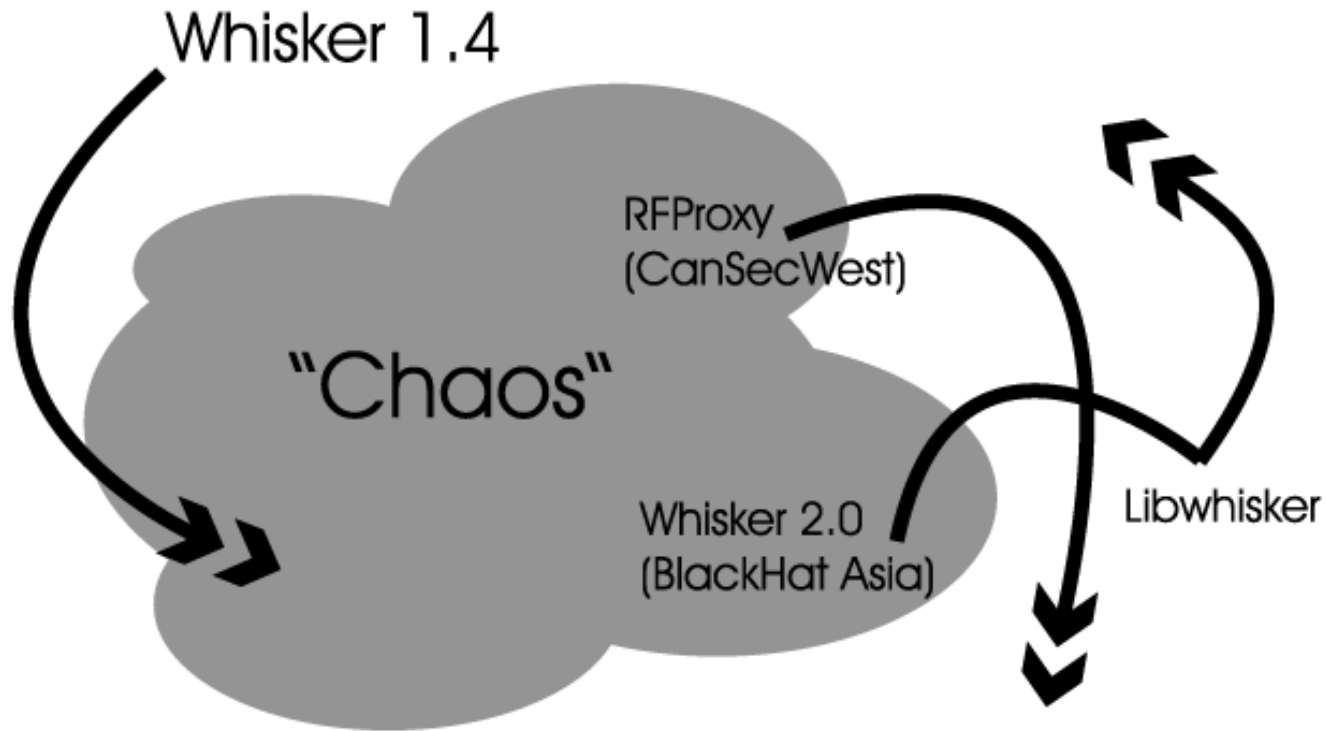 Whisker 1.4
RFProxy
(CanSecWest)
“Chaos“
Whisker 2.0
(BlackHat Asia)
Libwhisker